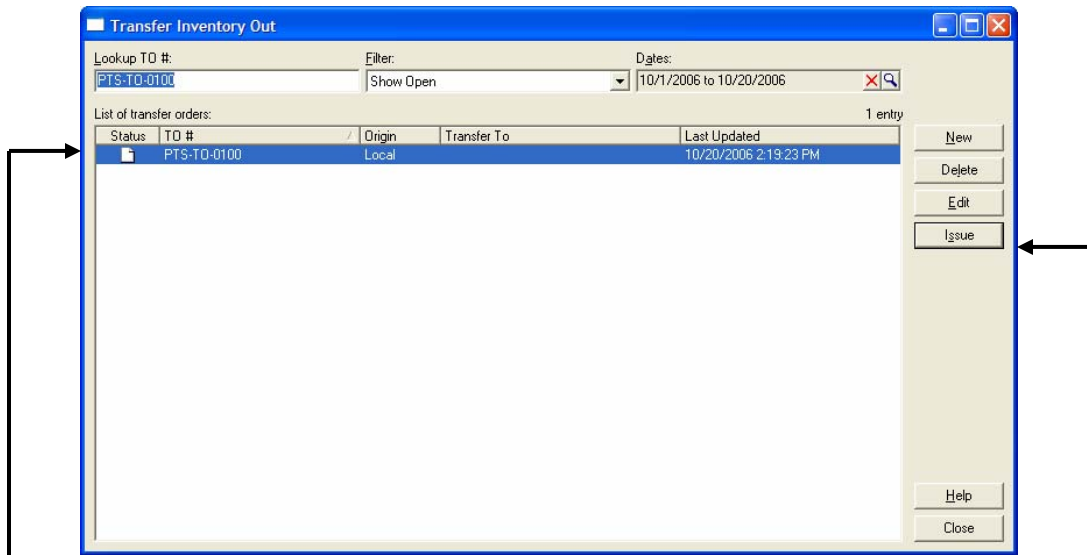 Transfer Inventory Out
Lookup TO #: Filter: Dates:
PTS-TO-0100 Show Open 10/1/2006 to 10/20/2006
List of transfer orders: 1 entry
Status TO # Origin Transfer To Last Updated
PTS-TO-0100 Local 10/20/2006 2:19:23 PM
New
Delete
Edit
Issue
Help
Close